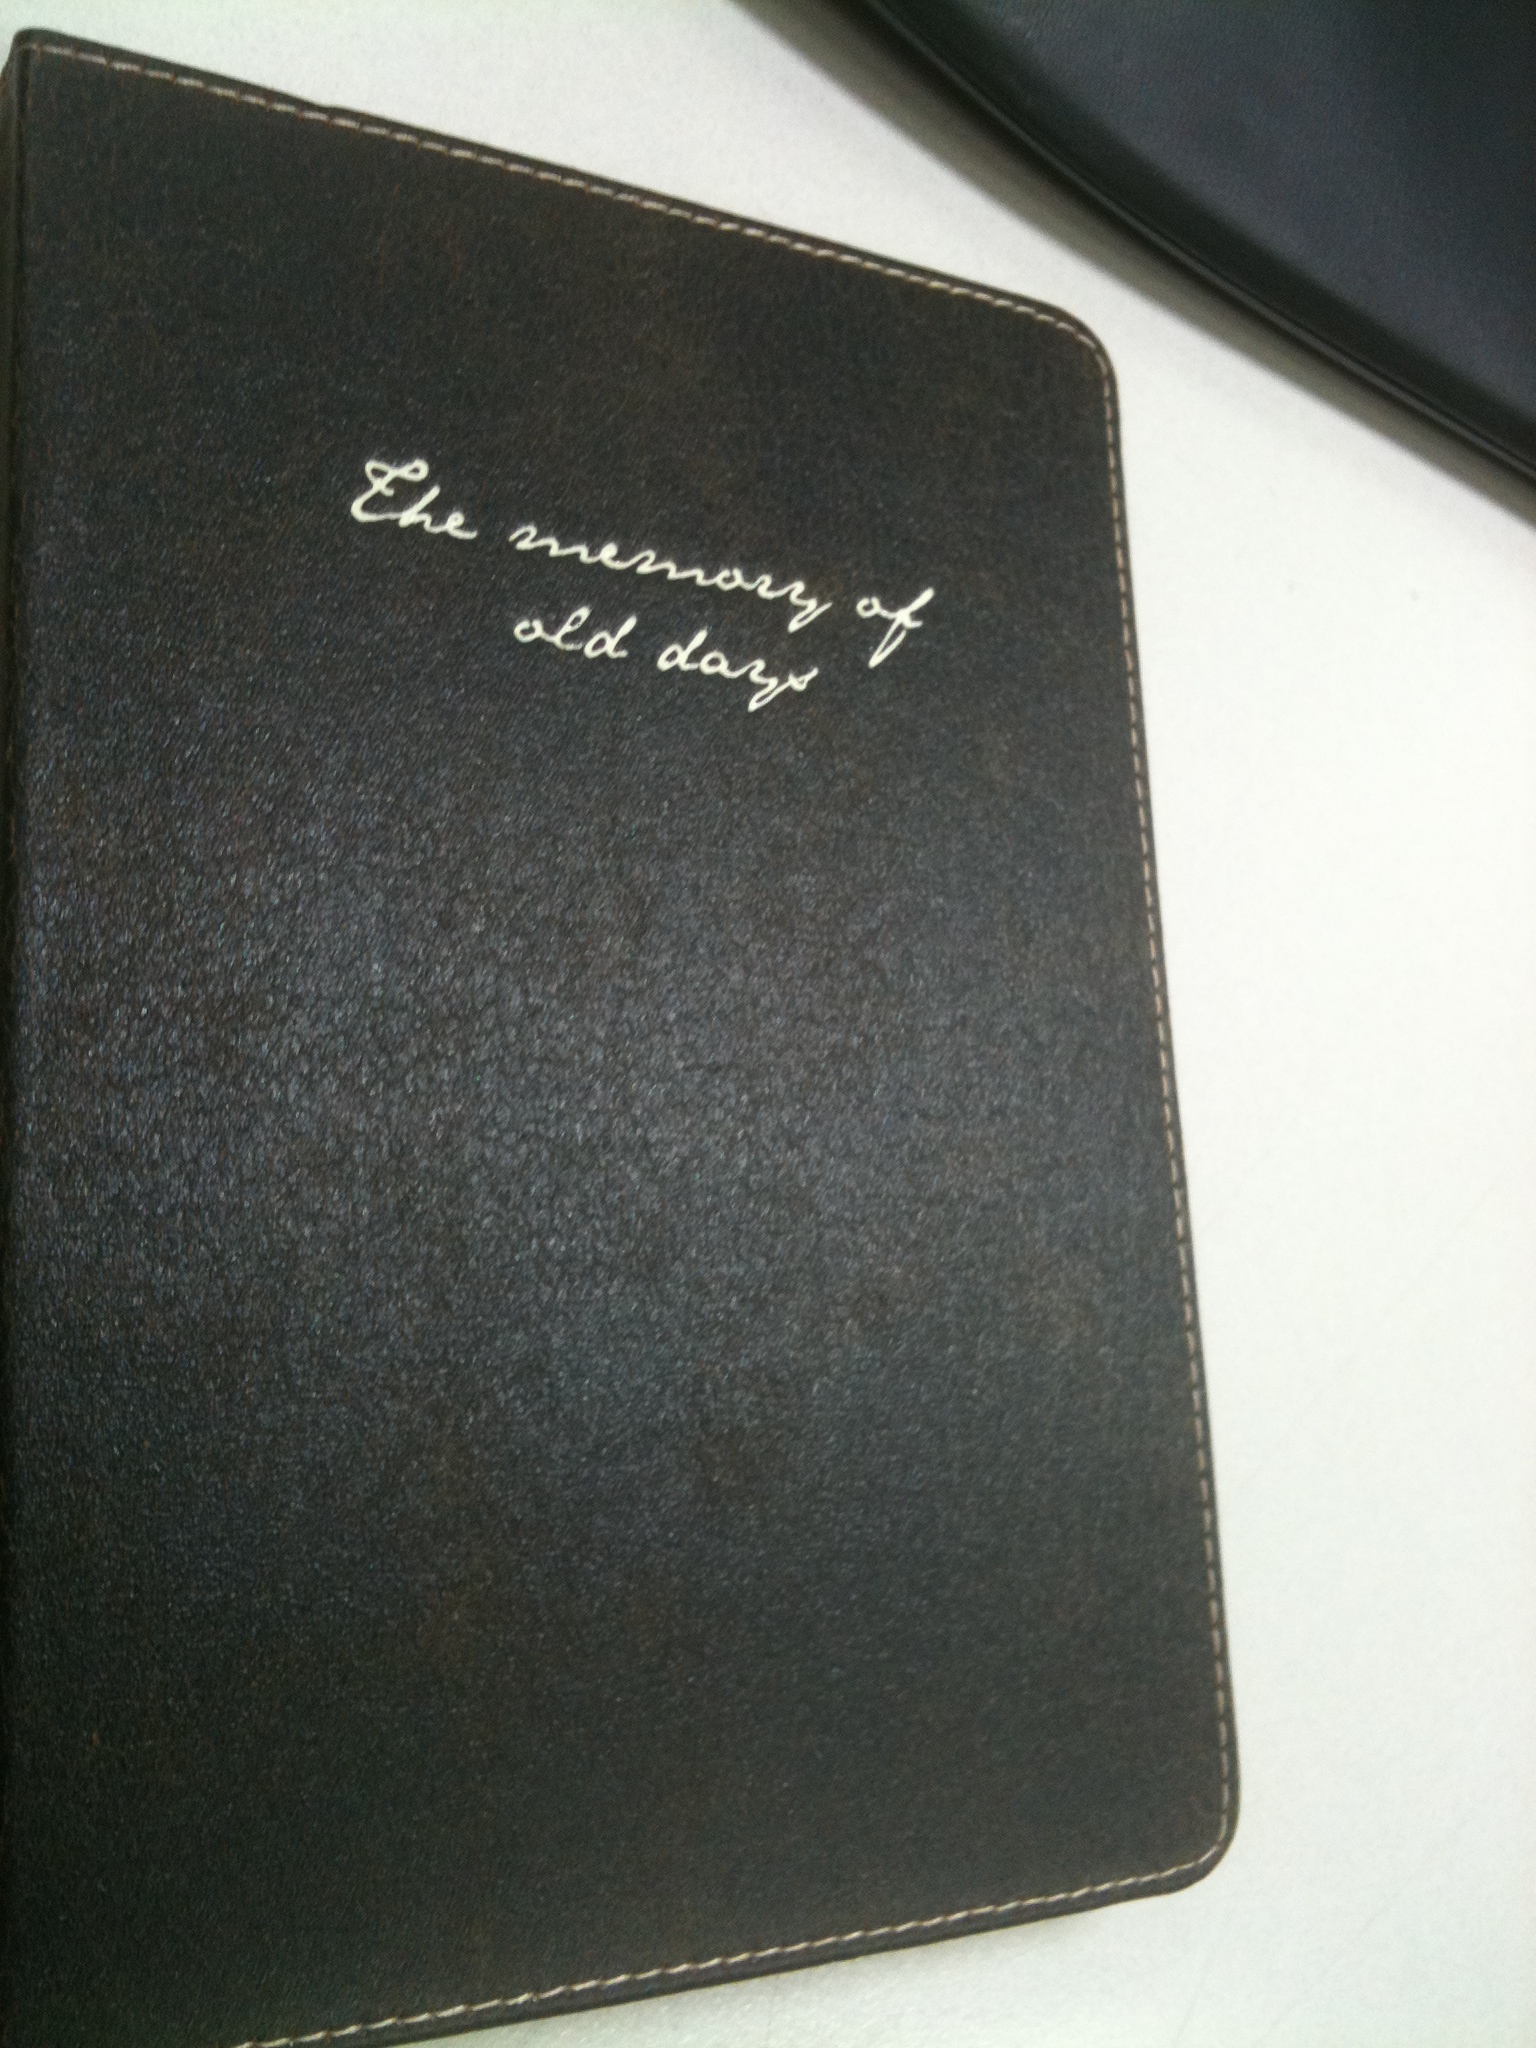 The memory of
old days